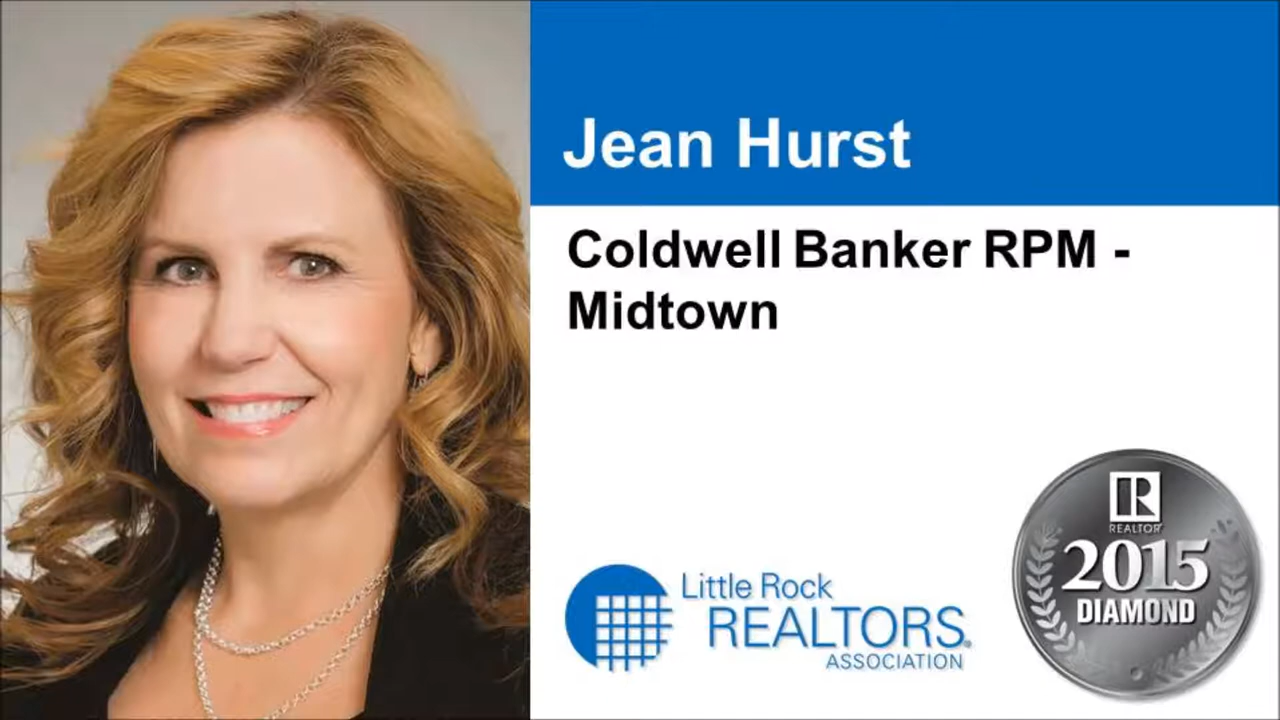 Jean Hurst
Coldwell Banker RPM -
Midtown
Little Rock
REALTORS®
ASSOCIATION
R
REALTOR®
2015
DIAMOND